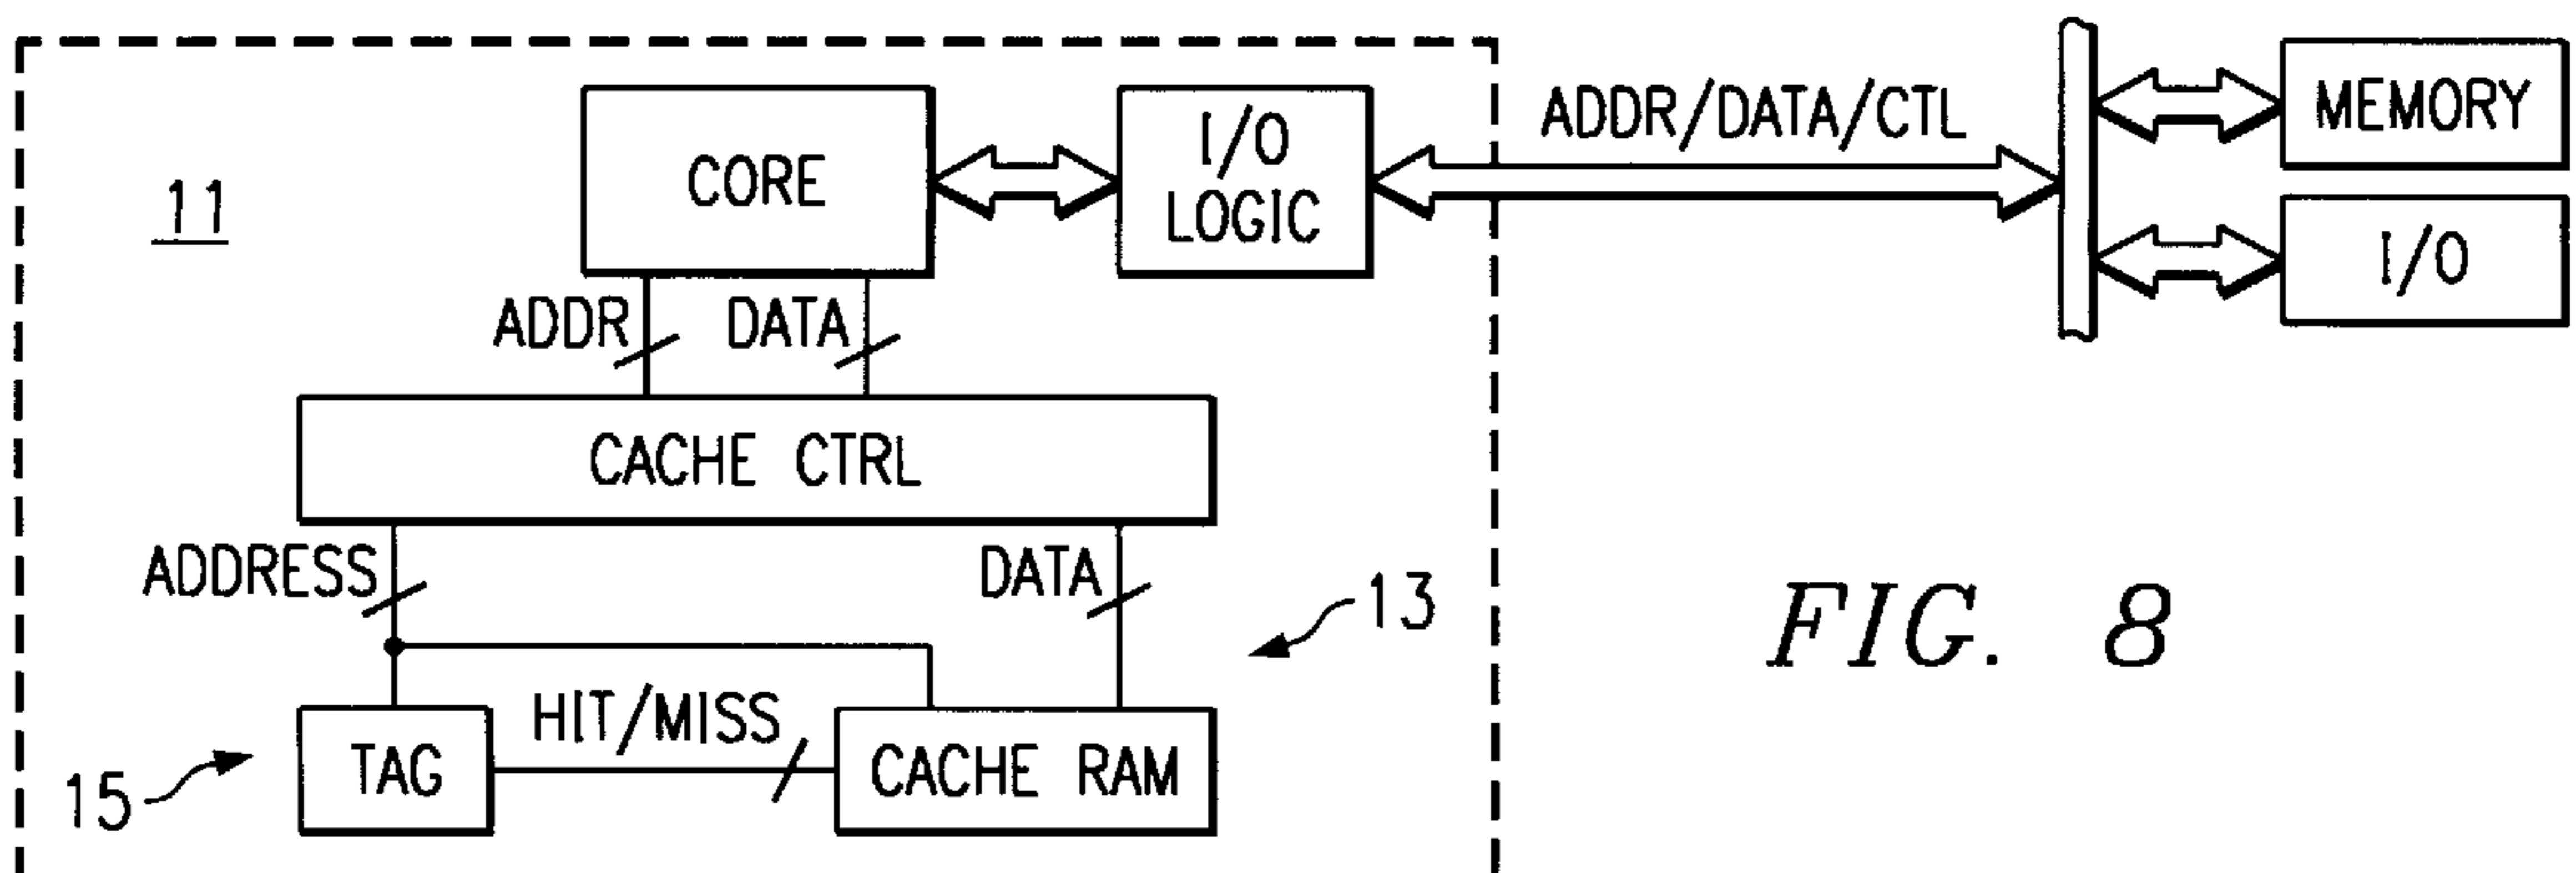 11
CORE
I/O
LOGIC
ADDR/DATA/CTL
MEMORY
I/O
ADDR
DATA
CACHE CTRL
ADDRESS
DATA
13
HIT/MISS
15
TAG
CACHE RAM
FIG. 8